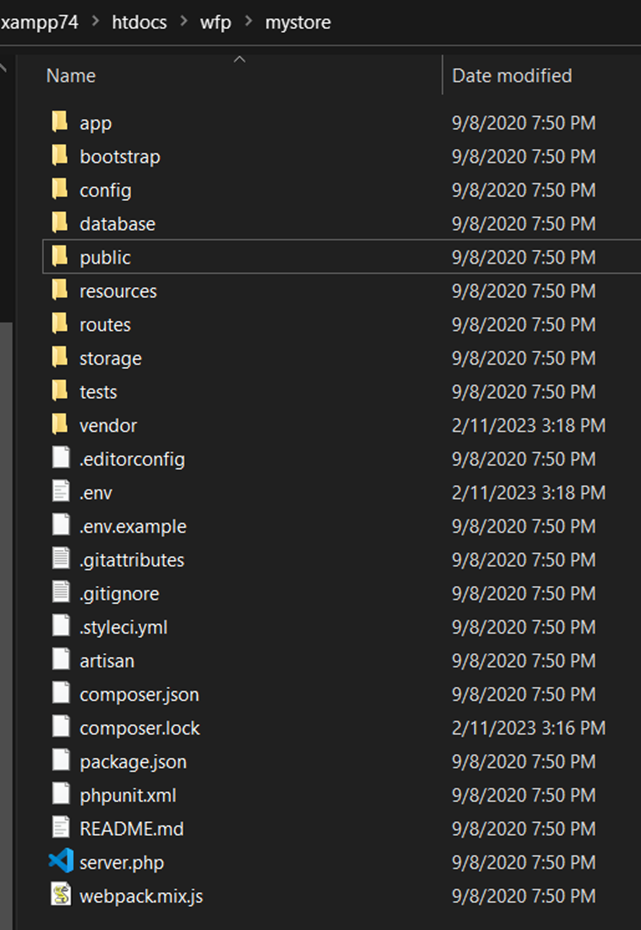 xampp74 > htdocs > wfp > mystore
Name Date modified
app 9/8/2020 7:50 PM
bootstrap 9/8/2020 7:50 PM
config 9/8/2020 7:50 PM
database 9/8/2020 7:50 PM
public 9/8/2020 7:50 PM
resources 9/8/2020 7:50 PM
routes 9/8/2020 7:50 PM
storage 9/8/2020 7:50 PM
tests 9/8/2020 7:50 PM
vendor 2/11/2023 3:18 PM
.editorconfig 9/8/2020 7:50 PM
.env 2/11/2023 3:18 PM
.env.example 9/8/2020 7:50 PM
.gitattributes 9/8/2020 7:50 PM
.gitignore 9/8/2020 7:50 PM
.styleci.yml 9/8/2020 7:50 PM
artisan 9/8/2020 7:50 PM
composer.json 9/8/2020 7:50 PM
composer.lock 2/11/2023 3:16 PM
package.json 9/8/2020 7:50 PM
phpunit.xml 9/8/2020 7:50 PM
README.md 9/8/2020 7:50 PM
server.php 9/8/2020 7:50 PM
webpack.mix.js 9/8/2020 7:50 PM